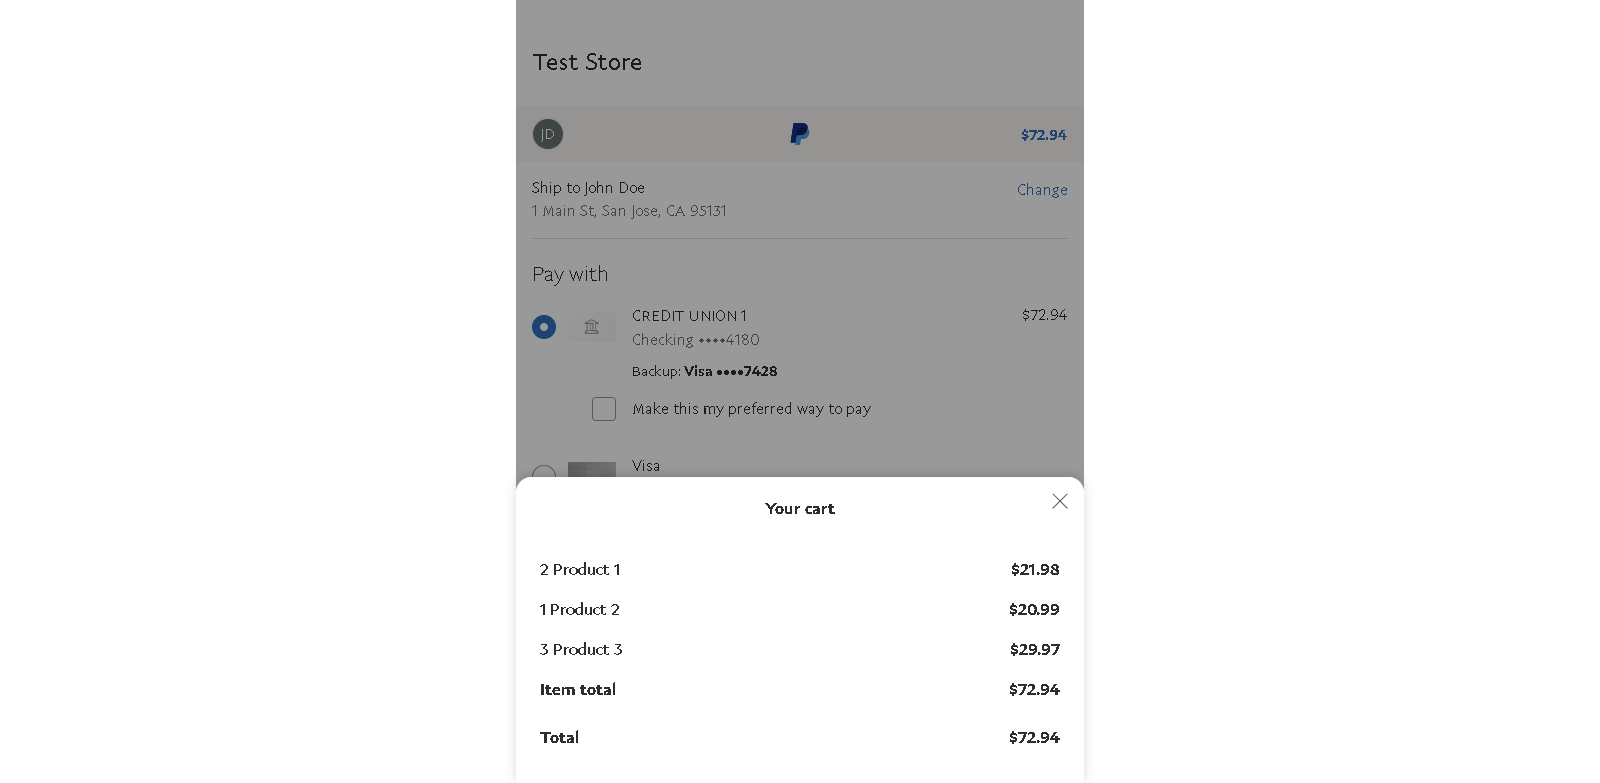 Test Store
JD
$72.94
Ship to John Doe
Change
1 Main St, San Jose, CA 95131
Pay with
CREDIT UNION 1
$72.94
Checking ••••4180
Backup: Visa ••••7428
Make this my preferred way to pay
Visa
Your cart
2 Product 1 $21.98
1 Product 2 $20.99
3 Product 3 $29.97
Item total $72.94
Total $72.94